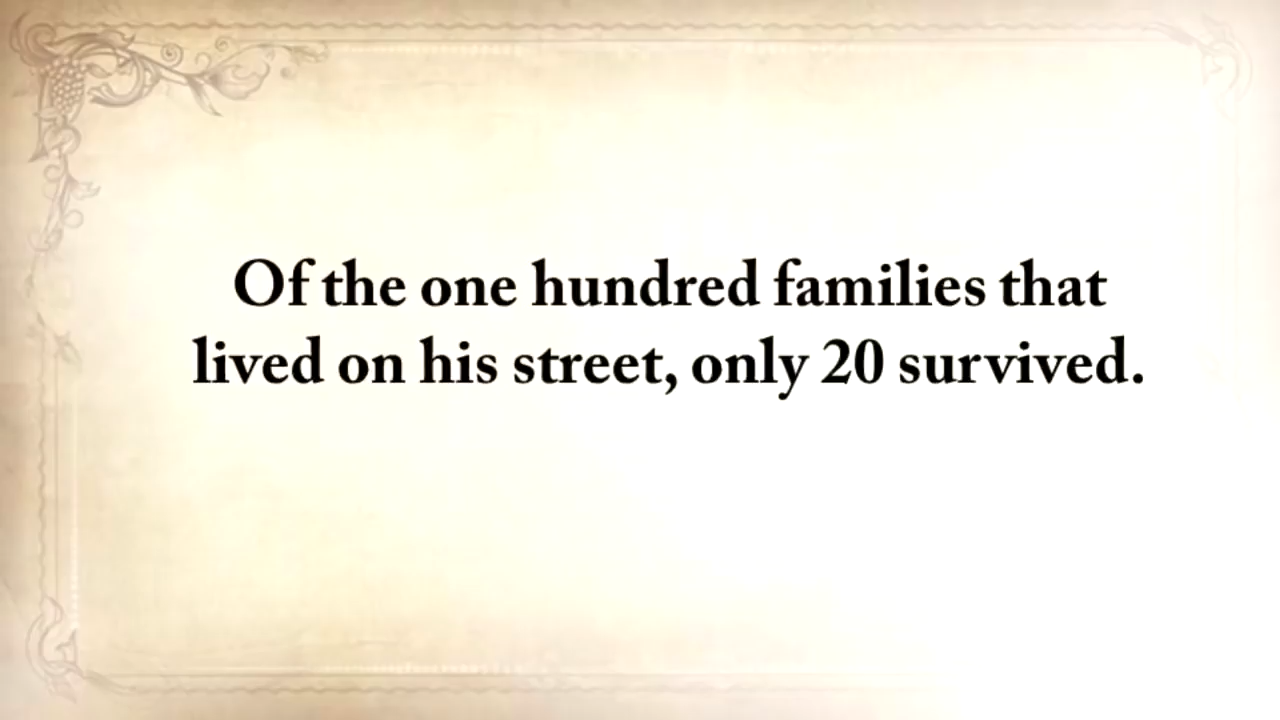 Of the one hundred families that
lived on his street, only 20 survived.